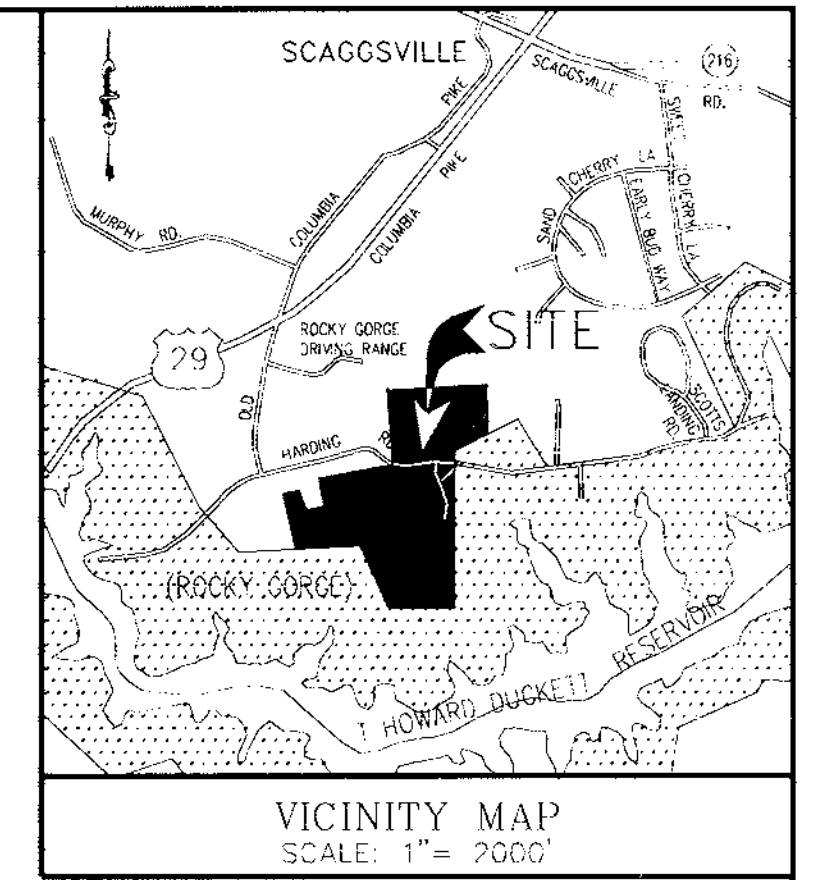 SCAGGSVILLE
SCAGGSVILLE RD.
216
PIKE
COLUMBIA
COLUMBIA PIKE
MURPHY RD.
SAND CHERRY LA
EARLY BUD WAY
CHERRY LA.
29
ROCKY GORGE
DRIVING RANGE
SITE
OLD
HARDING
SCOTTS
LANDING
RD.
(ROCKY GORGE)
T HOWARD DUCKETT RESERVOIR
VICINITY MAP
SCALE: 1"= 2000'